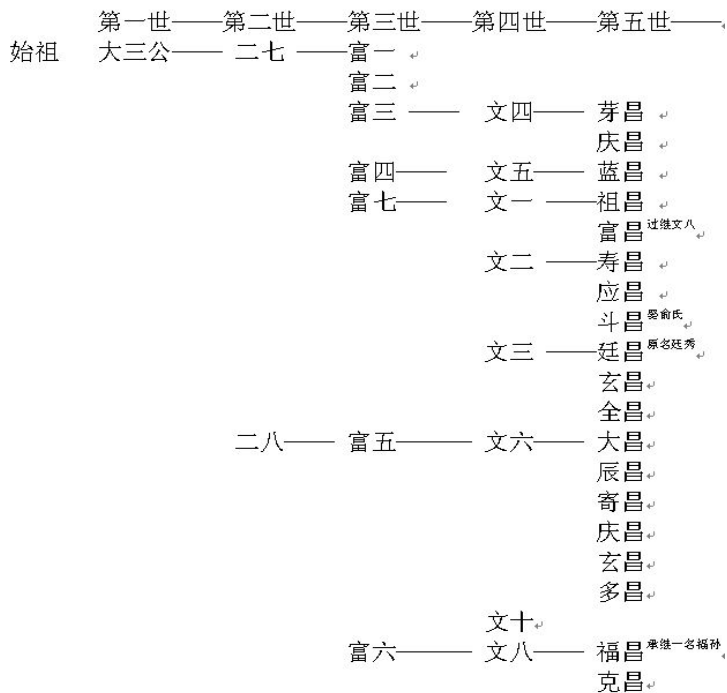 第一世——第二世——第三世——第四世——第五世——
始祖 大三公—— 二七 ——富一
富二
富三 —— 文四—— 芽昌
庆昌
富四—— 文五—— 蓝昌
富七—— 文一 ——祖昌
富昌过继文八
文二 ——寿昌
应昌
斗昌娶俞氏
文三 ——廷昌原名廷秀
玄昌
全昌
二八—— 富五—— 文六—— 大昌
辰昌
寄昌
庆昌
玄昌
多昌
文十
富六—— 文八—— 福昌承继一名福孙
克昌